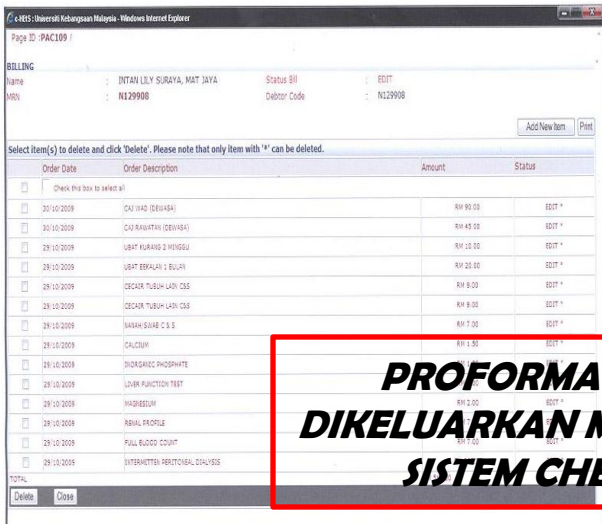 c-HEtS : Universiti Kebangsaan Malaysia - Windows Internet Explorer
Page ID :PAC109
BILLING
Name : INTAN LILY SURAYA, MAT JAYA Status Bill : EDIT
MRN : N129908 Debtor Code : N129908
Add New Item Print
Select item(s) to delete and click 'Delete'. Please note that only item with '*' can be deleted.
Order Date Order Description Amount Status
Check this box to select all
30/10/2009 CAJ WAD (DEWASA) RM 90.00 EDIT *
30/10/2009 CAJ RAWATAN (DEWASA) RM 45.00 EDIT *
29/10/2009 UBAT KURANG 2 MINGGU RM 10.00 EDIT *
29/10/2009 UBAT BEKALAN 1 BULAN RM 20.00 EDIT *
29/10/2009 CECAIR TUBUH LAIN C&S RM 9.00 EDIT *
29/10/2009 CECAIR TUBUH LAIN C&S RM 9.00 EDIT *
29/10/2009 NANAH/SWAB C & S RM 7.00 EDIT *
29/10/2009 CALCIUM RM 1.50 EDIT *
29/10/2009 INORGANIC PHOSPHATE
29/10/2009 LIVER FUNCTION TEST
29/10/2009 MAGNESIUM RM 2.00 EDIT *
29/10/2009 RENAL PROFILE
29/10/2009 FULL BLOOD COUNT RM 7.00 EDIT *
29/10/2009 INTERMITTEN PERITONEAL DIALYSIS
TOTAL
Delete Close
PROFORMA
DIKELUARKAN M
SISTEM CHE